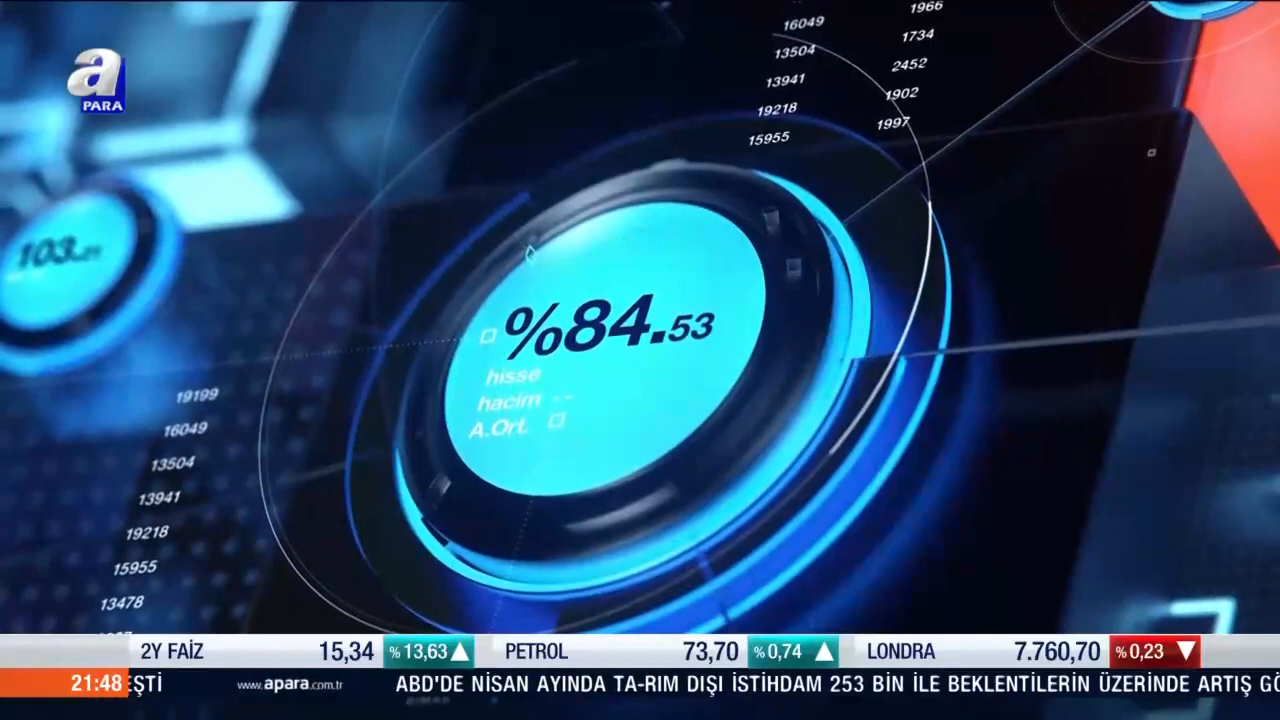 a
PARA
16049
13504
13941
19218
15955
1966
1734
2452
1902
1997
103.21
%84.53
hisse
hacim --
A.Ort.
19199
16049
13504
13941
19218
15955
13478
2Y FAİZ 15,34 %13,63 PETROL 73,70 %0,74 LONDRA 7.760,70 %0,23
21:48 EŞTİ www.apara.com.tr ABD'DE NİSAN AYINDA TA-RIM DIŞI İSTİHDAM 253 BİN İLE BEKLENTİLERİN ÜZERİNDE ARTIŞ GÖ